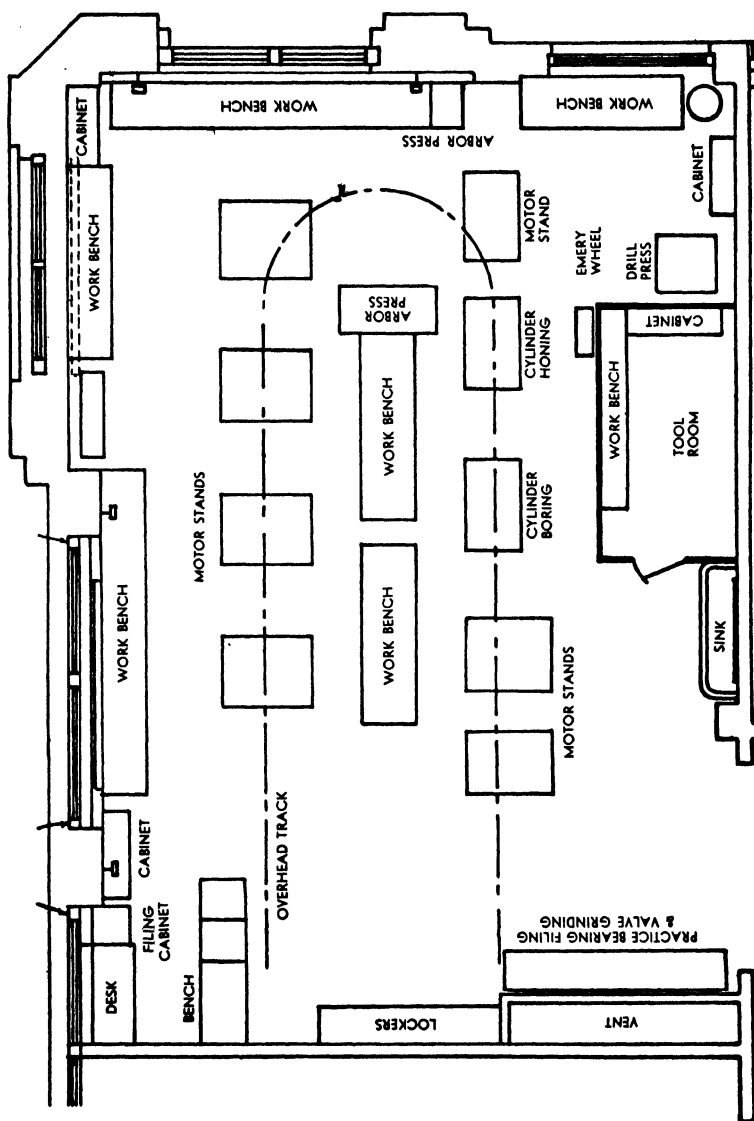 WORK BENCH
WORK BENCH
CABINET
ARBOR PRESS
CABINET
WORK BENCH
MOTOR
STAND
EMERY
WHEEL
DRILL
PRESS
ARBOR
PRESS
CABINET
CYLINDER
HONING
WORK BENCH
WORK BENCH
TOOL
ROOM
MOTOR STANDS
CYLINDER
BORING
WORK BENCH
WORK BENCH
SINK
MOTOR STANDS
OVERHEAD TRACK
CABINET
FILING
CABINET
PRACTICE BEARING FILING
& VALVE GRINDING
DESK
BENCH
LOCKERS
VENT